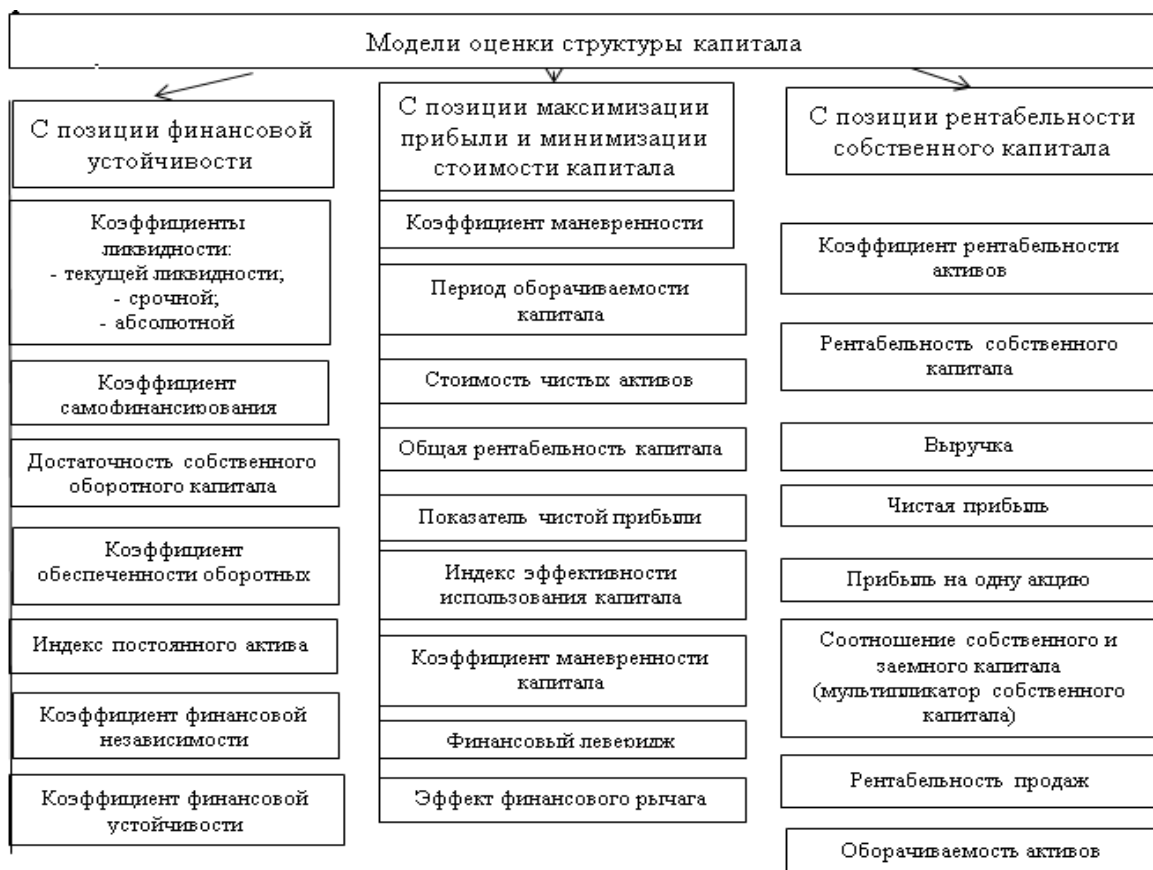 Модели оценки структуры капитала
С позиции финансовой
устойчивости
Коэффициенты
ликвидности:
- текущей ликвидности;
- срочной;
- абсолютной
Коэффициент
самофинансирования
Достаточность собственного
оборотного капитала
Коэффициент
обеспеченности оборотных
Индекс постоянного актива
Коэффициент финансовой
независимости
Коэффициент финансовой
устойчивости
С позиции максимизации
прибыли и минимизации
стоимости капитала
Коэффициент маневренности
Период оборачиваемости
капитала
Стоимость чистых активов
Общая рентабельность капитала
Показатель чистой прибыли
Индекс эффективности
использования капитала
Коэффициент маневренности
капитала
Финансовый леверидж
Эффект финансового рычага
С позиции рентабельности
собственного капитала
Коэффициент рентабельности
активов
Рентабельность собственного
капитала
Выручка
Чистая прибыль
Прибыль на одну акцию
Соотношение собственного и
заемного капитала
(мультипликатор собственного
капитала)
Рентабельность продаж
Оборачиваемость активов